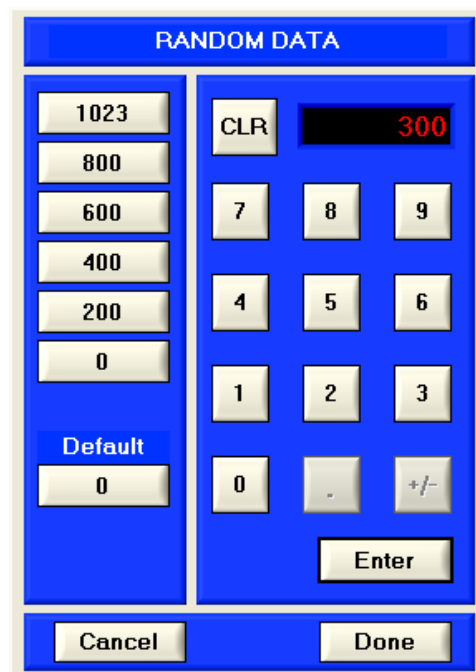 RANDOM DATA
1023
800
600
400
200
0
Default
0
CLR 300
7 8 9
4 5 6
1 2 3
0 . +/-
Enter
Cancel Done